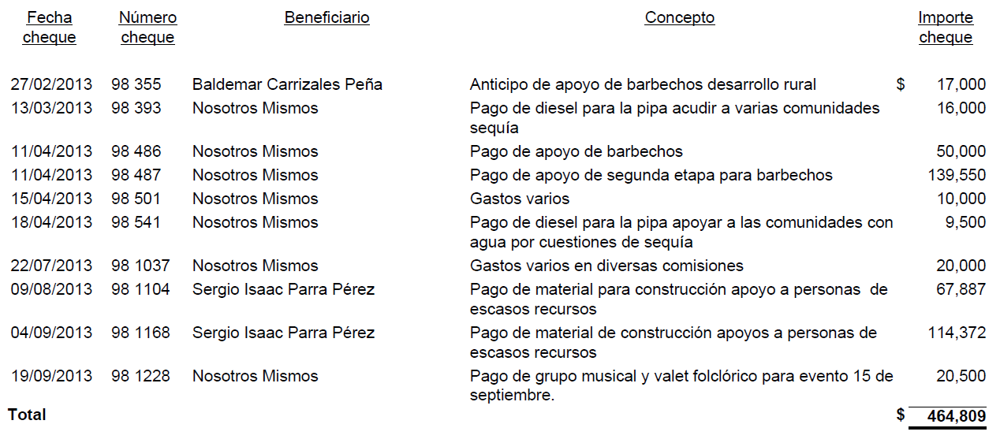 Fecha Número Beneficiario Concepto Importe
cheque cheque cheque
27/02/2013 98 355 Baldemar Carrizales Peña Anticipo de apoyo de barbechos desarrollo rural $ 17,000
13/03/2013 98 393 Nosotros Mismos Pago de diesel para la pipa acudir a varias comunidades 16,000
sequía
11/04/2013 98 486 Nosotros Mismos Pago de apoyo de barbechos 50,000
11/04/2013 98 487 Nosotros Mismos Pago de apoyo de segunda etapa para barbechos 139,550
15/04/2013 98 501 Nosotros Mismos Gastos varios 10,000
18/04/2013 98 541 Nosotros Mismos Pago de diesel para la pipa apoyar a las comunidades con 9,500
agua por cuestiones de sequía
22/07/2013 98 1037 Nosotros Mismos Gastos varios en diversas comisiones 20,000
09/08/2013 98 1104 Sergio Isaac Parra Pérez Pago de material para construcción apoyo a personas de 67,887
escasos recursos
04/09/2013 98 1168 Sergio Isaac Parra Pérez Pago de material de construcción apoyos a personas de 114,372
escasos recursos
19/09/2013 98 1228 Nosotros Mismos Pago de grupo musical y valet folclórico para evento 15 de 20,500
septiembre.
Total $ 464,809